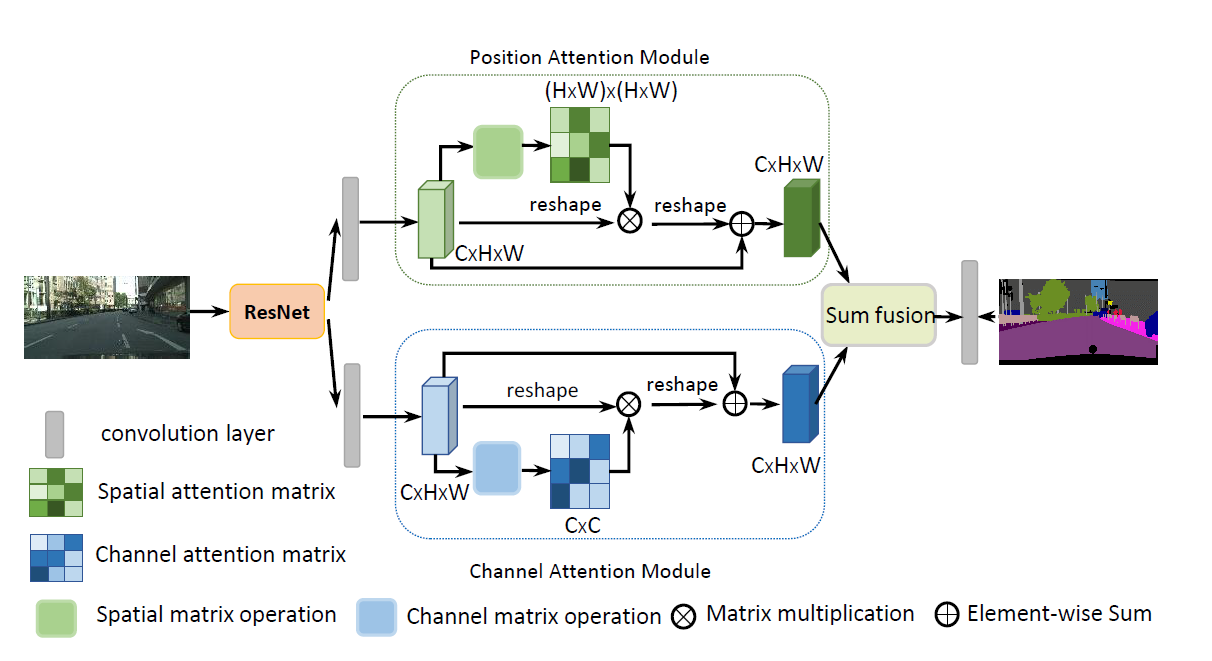 Position Attention Module
(HxW)x(HxW)
CxHxW
reshape
reshape
CxHxW
ResNet
Sum fusion
reshape
reshape
CxHxW
CxHxW
CxC
Channel Attention Module
convolution layer
Spatial attention matrix
Channel attention matrix
Spatial matrix operation
Channel matrix operation
Matrix multiplication
Element-wise Sum